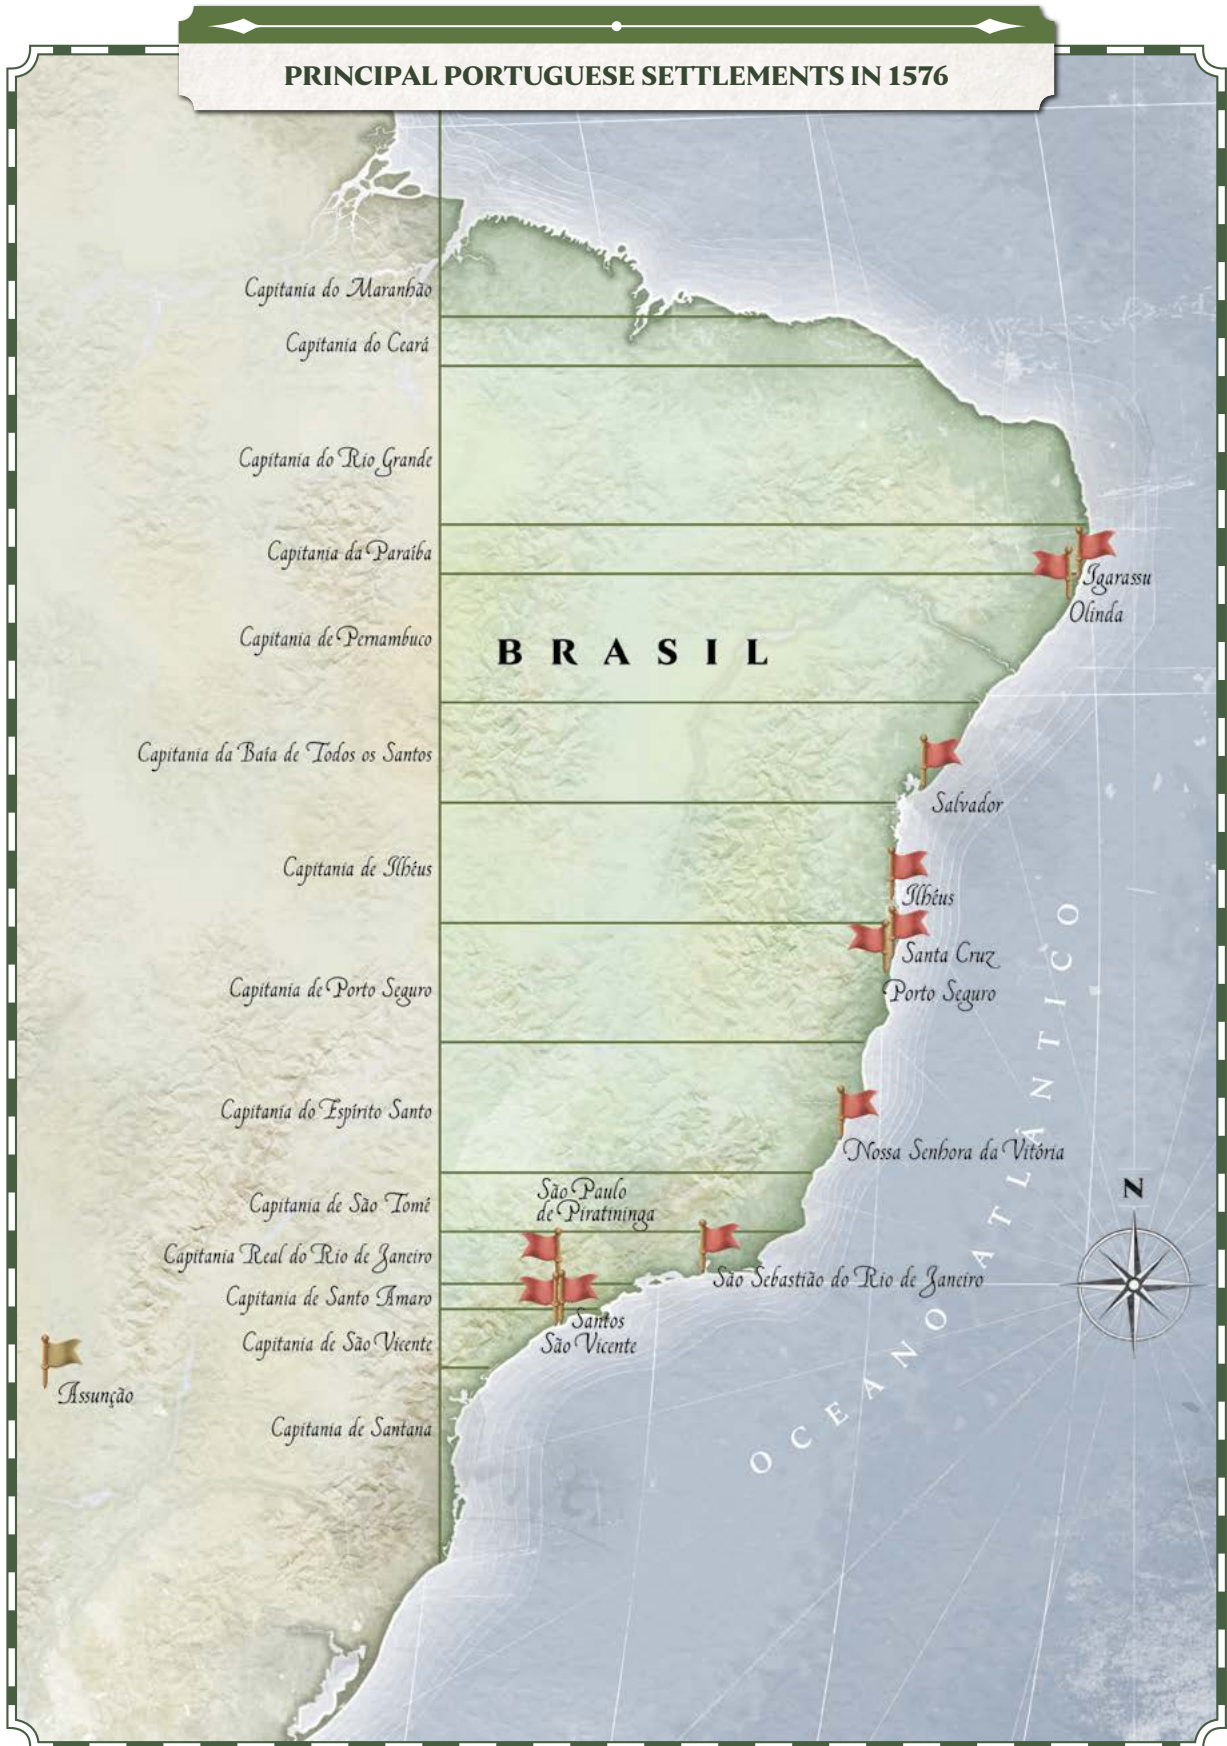 PRINCIPAL PORTUGUESE SETTLEMENTS IN 1576
Capitania do Maranhão
Capitania do Ceará
Capitania do Rio Grande
Capitania da Paraíba
Igarassu
Olinda
Capitania de Pernambuco
BRASIL
Capitania da Baía de Todos os Santos
Salvador
Capitania de Ilhéus
Ilhéus
Santa Cruz
Capitania de Porto Seguro
Porto Seguro
Capitania do Espírito Santo
Nossa Senhora da Vitória
OCEANO ATLÂNTICO
N
Capitania de São Tomé
São Paulo
de Piratininga
Capitania Real do Rio de Janeiro
São Sebastião do Rio de Janeiro
Capitania de Santo Amaro
Santos
São Vicente
Capitania de São Vicente
Assunção
Capitania de Santana